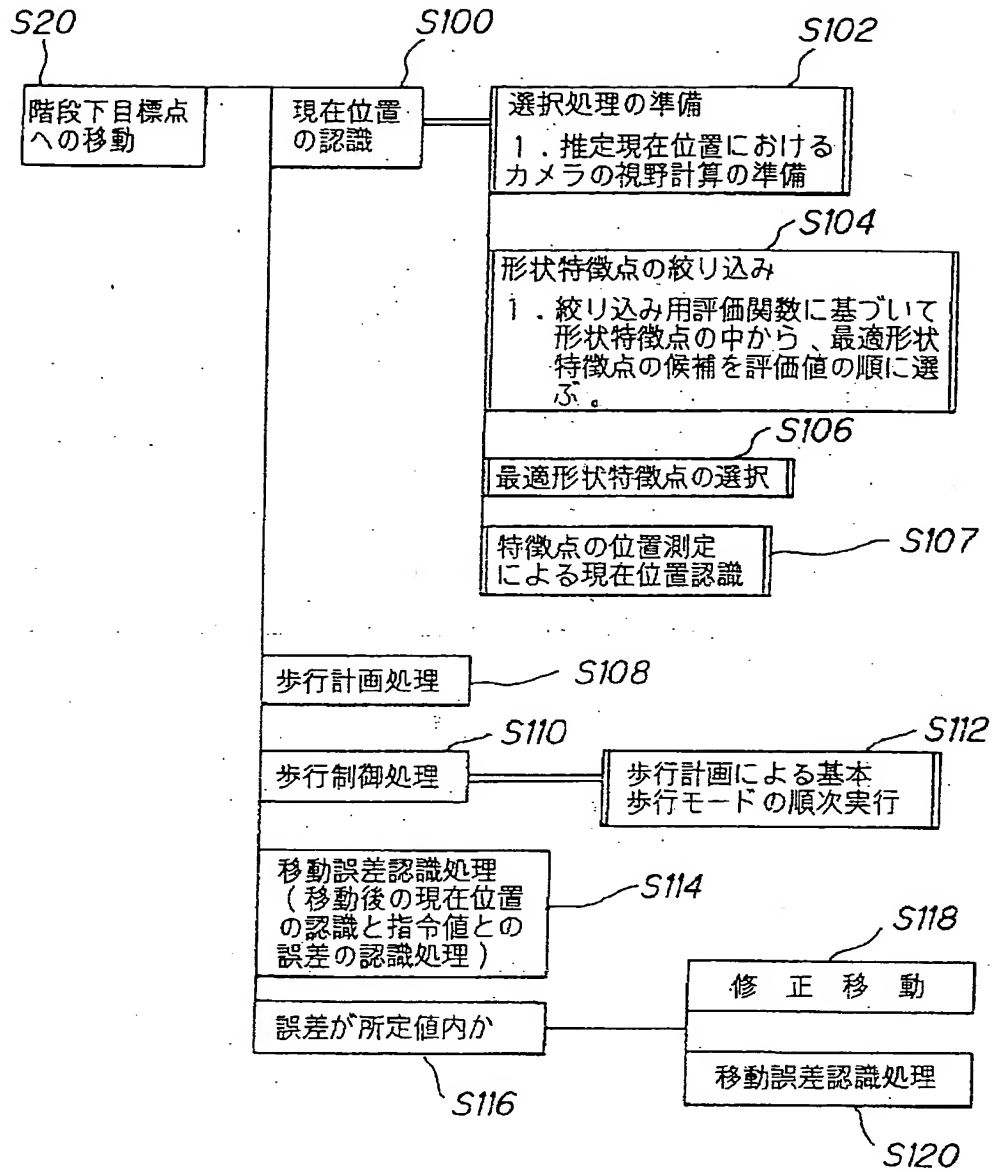 S20
階段下目標点
への移動
S100
現在位置
の認識
S102
選択処理の準備
1．推定現在位置における
カメラの視野計算の準備
S104
形状特徴点の絞り込み
1．絞り込み用評価関数に基づいて
形状特徴点の中から、最適形状
特徴点の候補を評価値の順に選
ぶ。
S106
最適形状特徴点の選択
S107
特徴点の位置測定
による現在位置認識
S108
歩行計画処理
S110
歩行制御処理
S112
歩行計画による基本
歩行モードの順次実行
S114
移動誤差認識処理
(移動後の現在位置
の認識と指令値との
誤差の認識処理)
S116
誤差が所定値内か
S118
修正移動
移動誤差認識処理
S120